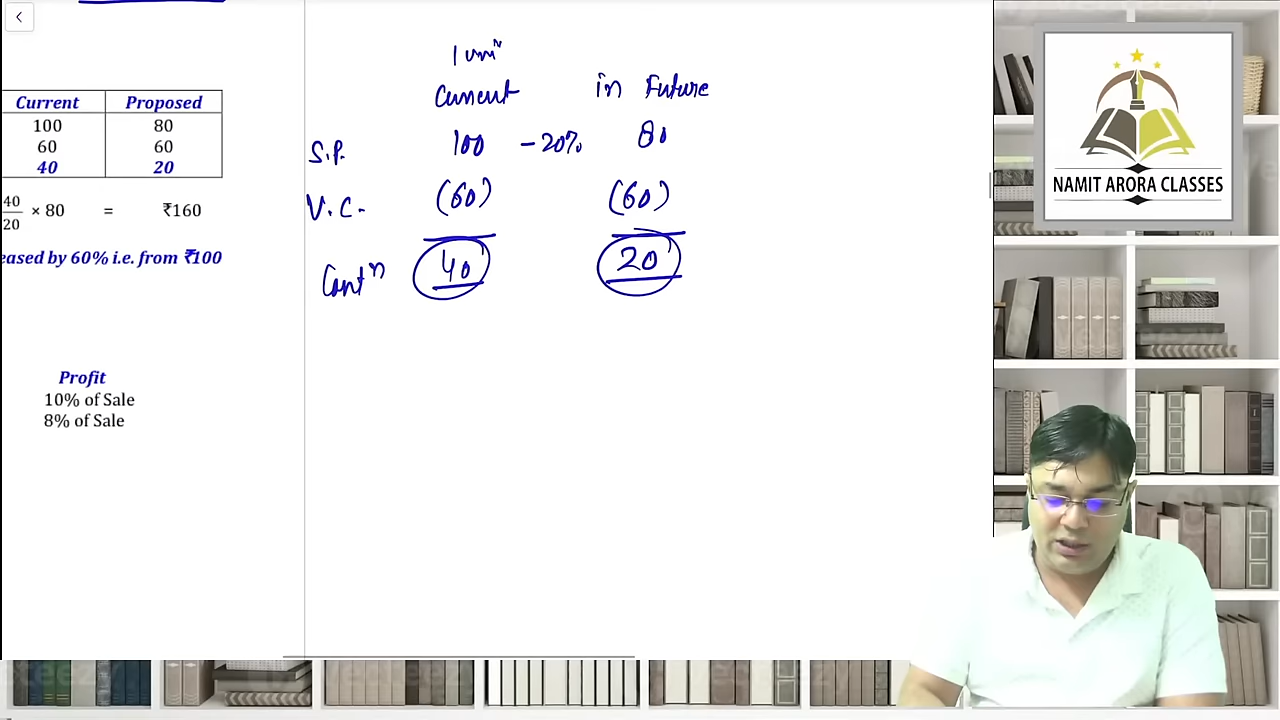 Current Proposed
100 80
60 60
40 20
40
20
× 80 = ₹160
eased by 60% i.e. from ₹100
Profit
10% of Sale
8% of Sale
1 unit
Current in Future
S.P. 100 -20% 80
V.C. (60) (60)
Contn 40 20
NAMIT ARORA CLASSES